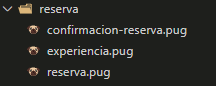 reserva
confirmacion-reserva.pug
experiencia.pug
reserva.pug